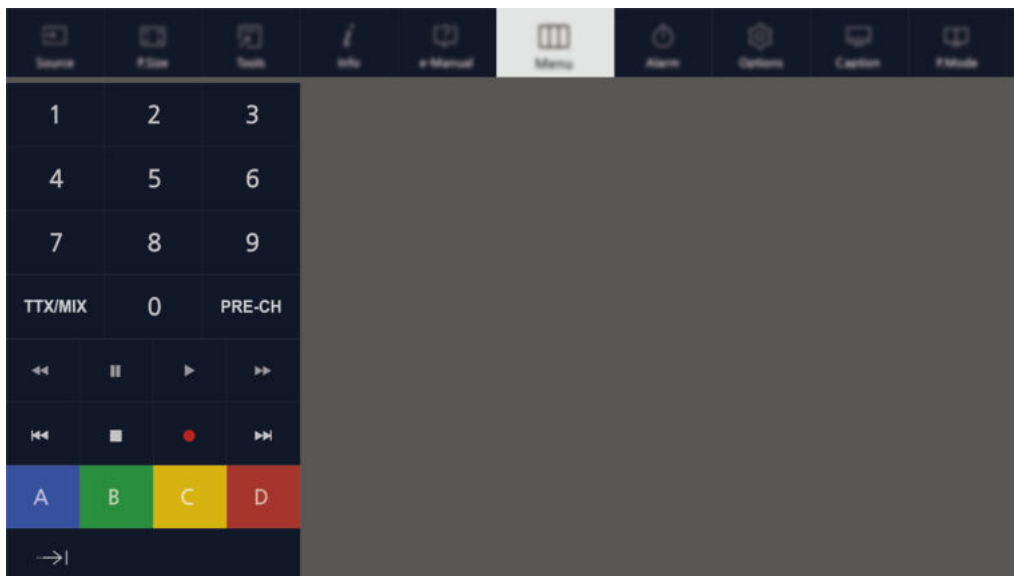 Source P.Size Tools Info e-Manual Menu Alarm Options Caption P.Mode
1 2 3
4 5 6
7 8 9
TTX/MIX 0 PRE-CH
A B C D